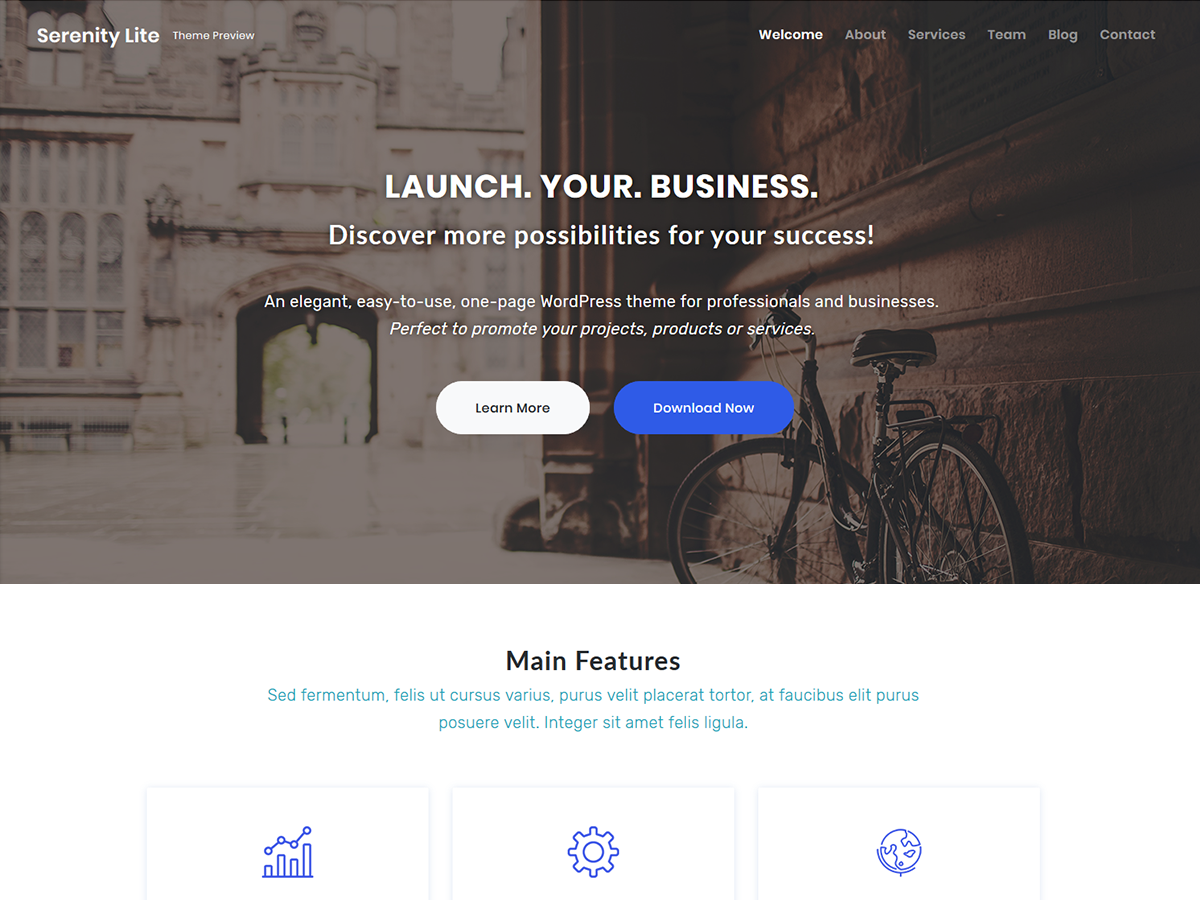 Serenity Lite Theme Preview
Welcome About Services Team Blog Contact
LAUNCH. YOUR. BUSINESS.
Discover more possibilities for your success!
An elegant, easy-to-use, one-page WordPress theme for professionals and businesses.
Perfect to promote your projects, products or services.
Learn More
Download Now
Main Features
Sed fermentum, felis ut cursus varius, purus velit placerat tortor, at faucibus elit purus
posuere velit. Integer sit amet felis ligula.